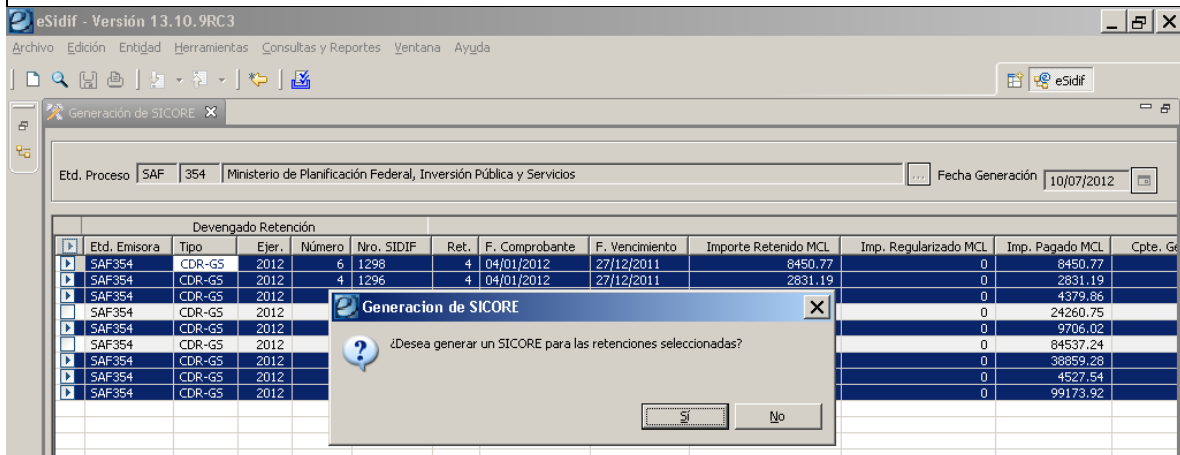 eSidif - Versión 13.10.9RC3
Archivo Edición Entidad Herramientas Consultas y Reportes Ventana Ayuda
eSidif
Generación de SICORE
Etd. Proceso SAF 354 Ministerio de Planificación Federal, Inversión Pública y Servicios ... Fecha Generación 10/07/2012
Devengado Retención
Etd. Emisora Tipo Ejer. Número Nro. SIDIF Ret. F. Comprobante F. Vencimiento Importe Retenido MCL Imp. Regularizado MCL Imp. Pagado MCL Cpte. Ge
SAF354 CDR-GS 2012 6 1298 4 04/01/2012 27/12/2011 8450.77 0 8450.77
SAF354 CDR-GS 2012 4 1296 4 04/01/2012 27/12/2011 2831.19 0 2831.19
SAF354 CDR-GS 2012 0 4379.86
SAF354 CDR-GS 2012 0 24260.75
SAF354 CDR-GS 2012 0 9706.02
SAF354 CDR-GS 2012 0 84537.24
SAF354 CDR-GS 2012 0 38859.28
SAF354 CDR-GS 2012 0 4527.54
SAF354 CDR-GS 2012 0 99173.92
Generacion de SICORE
¿Desea generar un SICORE para las retenciones seleccionadas?
Sí No